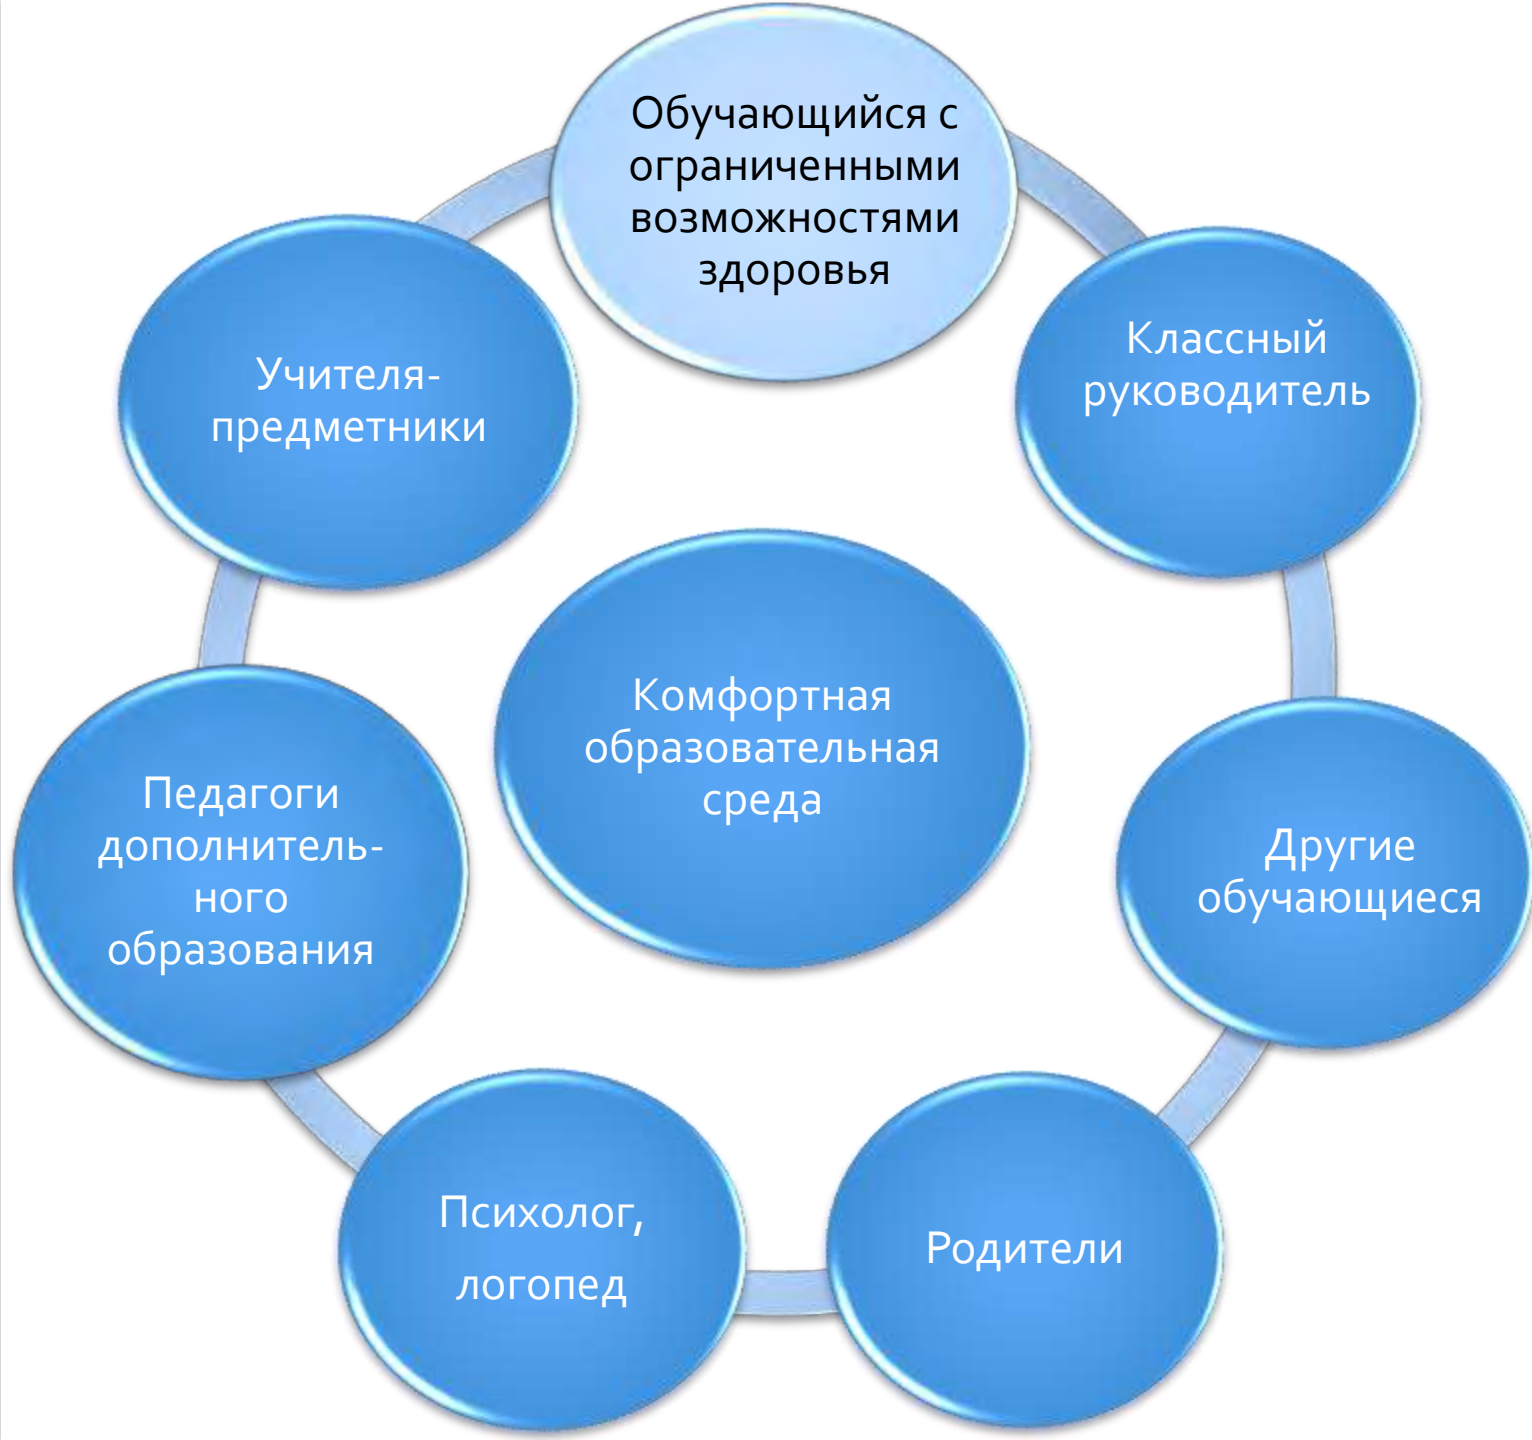 Обучающийся с
ограниченными
возможностями
здоровья
Классный
руководитель
Другие
обучающиеся
Родители
Психолог,
логопед
Педагоги
дополнитель-
ного
образования
Учителя-
предметники
Комфортная
образовательная
среда